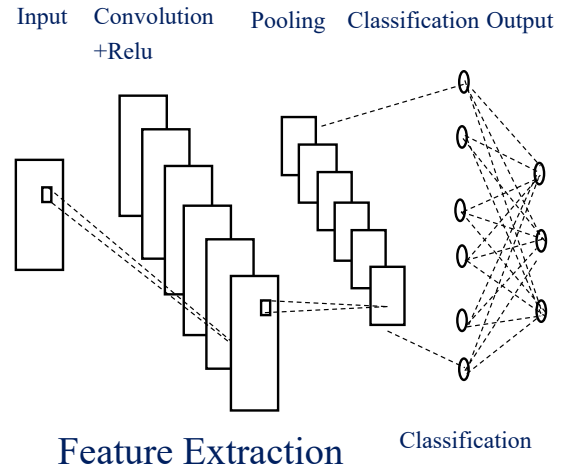 Input
Convolution
+Relu
Pooling
Classification Output
Feature Extraction
Classification